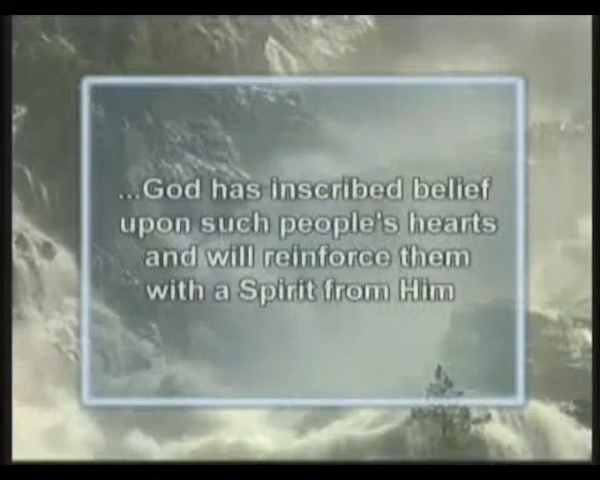 ...God has inscribed belief
upon such people's hearts
and will reinforce them
with a Spirit from Him